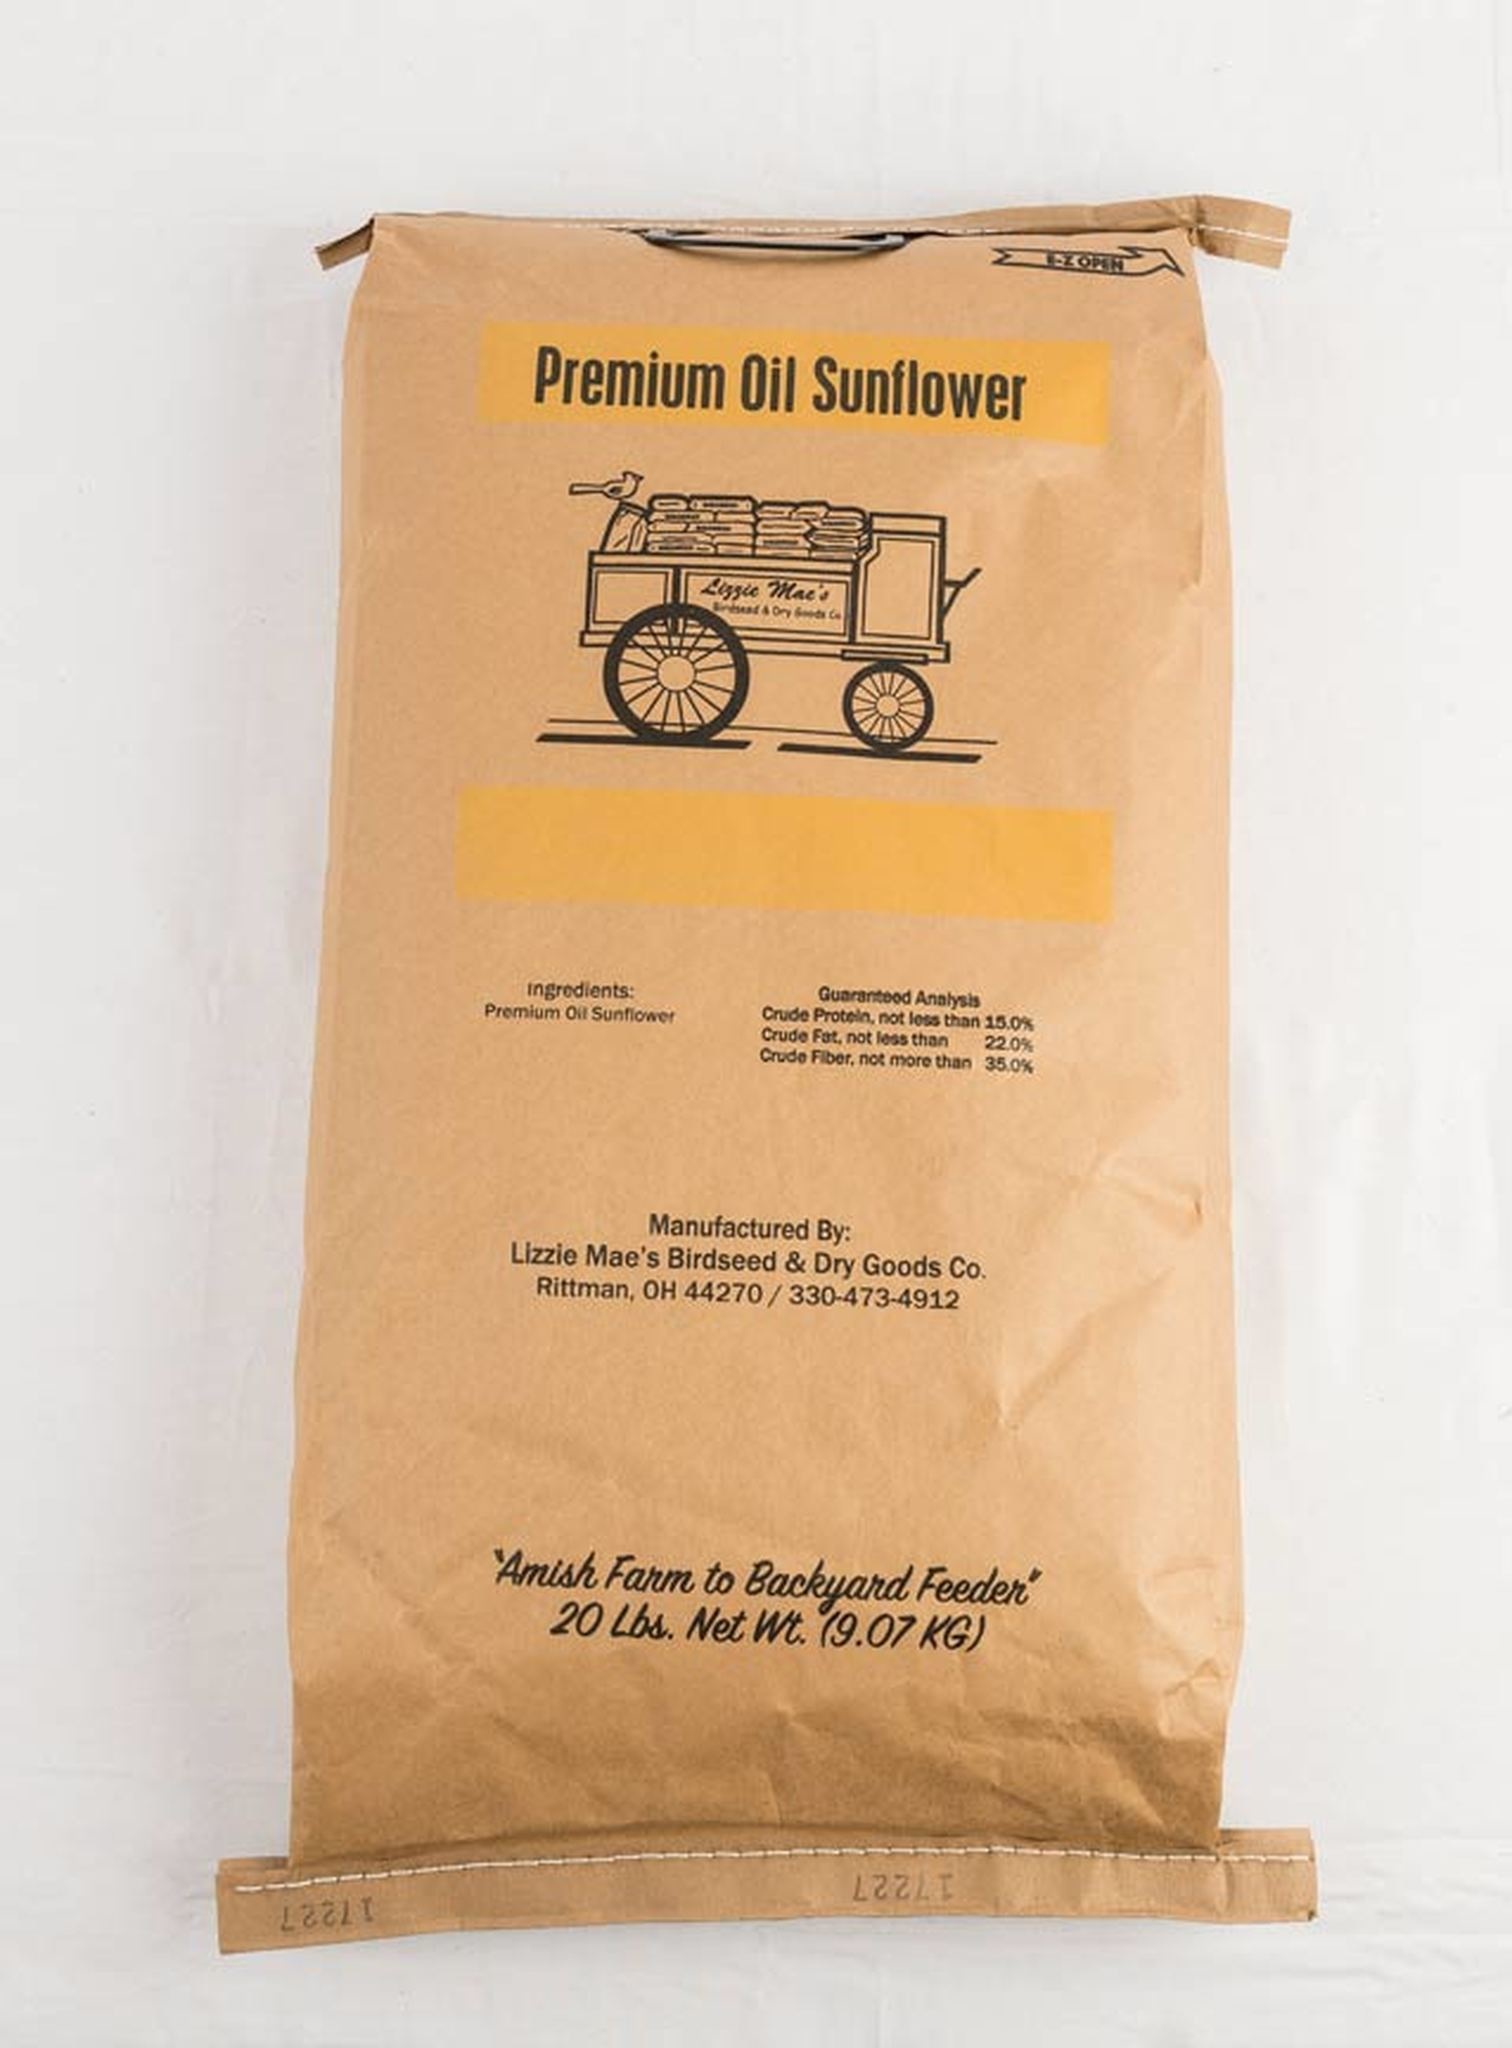 E-Z OPEN
Premium Oil Sunflower
Lizzie Mae's
Birdseed & Dry Goods Co.
Ingredients:
Premium Oil Sunflower
Guaranteed Analysis
Crude Protein, not less than 15.0%
Crude Fat, not less than 22.0%
Crude Fiber, not more than 35.0%
Manufactured By:
Lizzie Mae's Birdseed & Dry Goods Co.
Rittman, OH 44270 / 330-473-4912
"Amish Farm to Backyard Feeder"
20 Lbs. Net Wt. (9.07 KG)
17227
17227